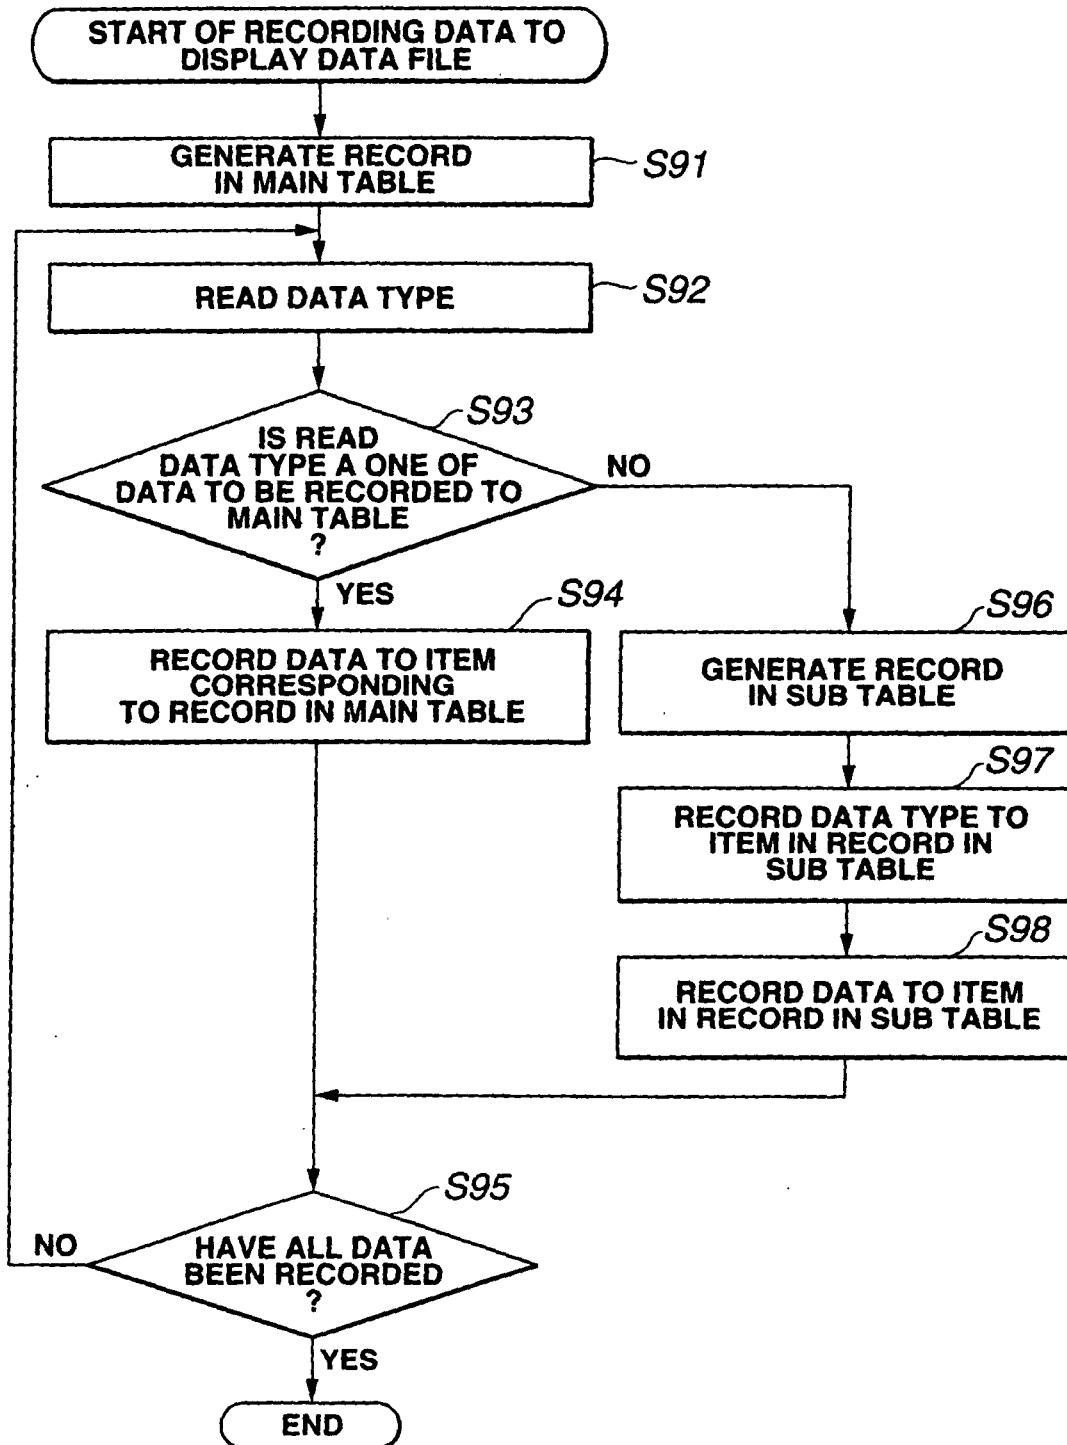 START OF RECORDING DATA TO
DISPLAY DATA FILE
GENERATE RECORD
IN MAIN TABLE
S91
READ DATA TYPE
S92
S93
IS READ
DATA TYPE A ONE OF
DATA TO BE RECORDED TO
MAIN TABLE
?
NO
YES
S94
RECORD DATA TO ITEM
CORRESPONDING
TO RECORD IN MAIN TABLE
S96
GENERATE RECORD
IN SUB TABLE
S97
RECORD DATA TYPE TO
ITEM IN RECORD IN
SUB TABLE
S98
RECORD DATA TO ITEM
IN RECORD IN SUB TABLE
S95
NO
HAVE ALL DATA
BEEN RECORDED
?
YES
END